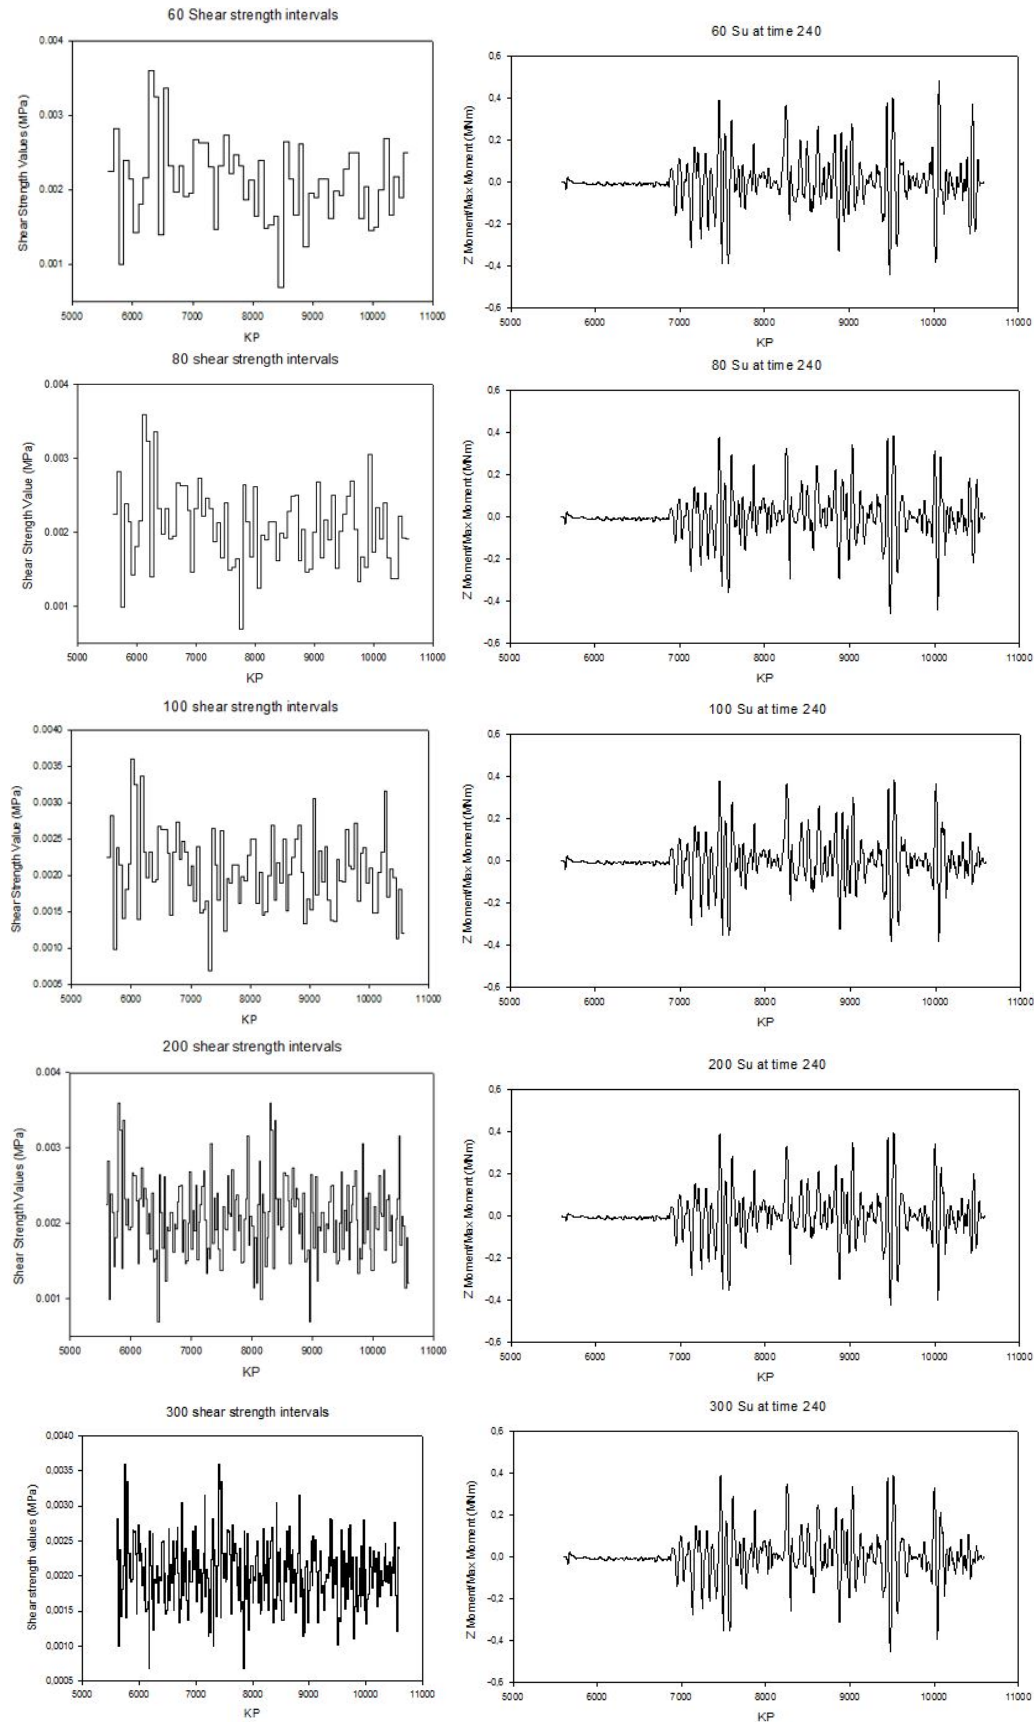 60 Shear strength intervals
0.004
0.003
0.002
0.001
Shear Strength Values (MPa)
5000 6000 7000 8000 9000 10000 11000
KP
60 Su at time 240
0,6
0,4
0,2
0,0
-0,2
-0,4
-0,6
Z Moment/Max Moment (MNm)
5000 6000 7000 8000 9000 10000 11000
KP
80 shear strength intervals
0.004
0.003
0.002
0.001
Shear Strength Value (MPa)
5000 6000 7000 8000 9000 10000 11000
KP
80 Su at time 240
0,6
0,4
0,2
0,0
-0,2
-0,4
-0,6
Z Moment/Max Moment (MNm)
5000 6000 7000 8000 9000 10000 11000
KP
100 shear strength intervals
0.0040
0.0035
0.0030
0.0025
0.0020
0.0015
0.0010
0.0005
Shear Strength Value (MPa)
5000 6000 7000 8000 9000 10000 11000
KP
100 Su at time 240
0,6
0,4
0,2
0,0
-0,2
-0,4
-0,6
Z Moment/Max Moment (MNm)
5000 6000 7000 8000 9000 10000 11000
KP
200 shear strength intervals
0.004
0.003
0.002
0.001
Shear Strength Values (MPa)
5000 6000 7000 8000 9000 10000 11000
KP
200 Su at time 240
0,6
0,4
0,2
0,0
-0,2
-0,4
-0,6
Z Moment/Max Moment (MNm)
5000 6000 7000 8000 9000 10000 11000
KP
300 shear strength intervals
0,0040
0,0035
0,0030
0,0025
0,0020
0,0015
0,0010
0,0005
Shear strength values (MPa)
5000 6000 7000 8000 9000 10000 11000
KP
300 Su at time 240
0,6
0,4
0,2
0,0
-0,2
-0,4
-0,6
Z Moment/Max Moment (MNm)
5000 6000 7000 8000 9000 10000 11000
KP